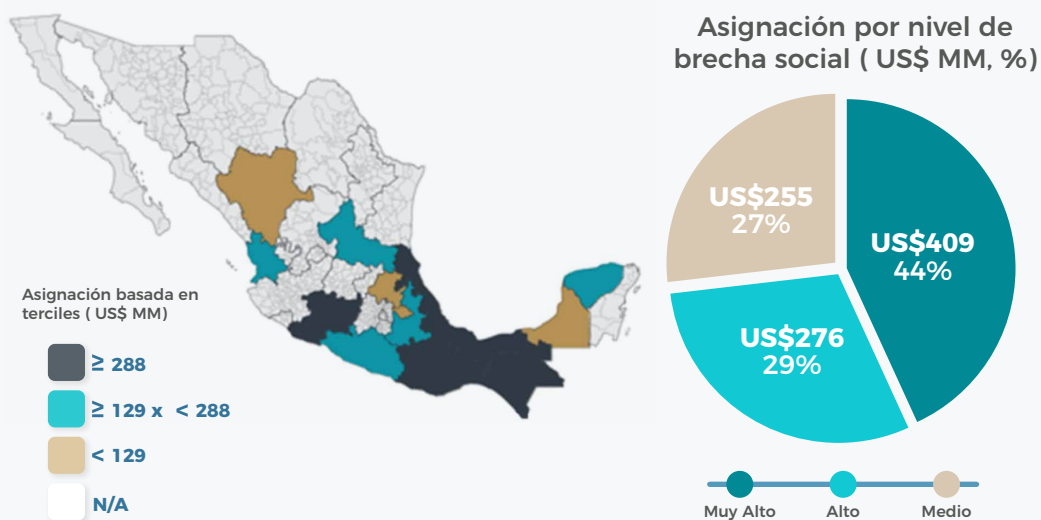 Asignación por nivel de
brecha social ( US$ MM, %)
US$255
27%
US$409
44%
US$276
29%
Asignación basada en
terciles ( US$ MM)
≥ 288
≥ 129 x < 288
< 129
N/A
Muy Alto
Alto
Medio